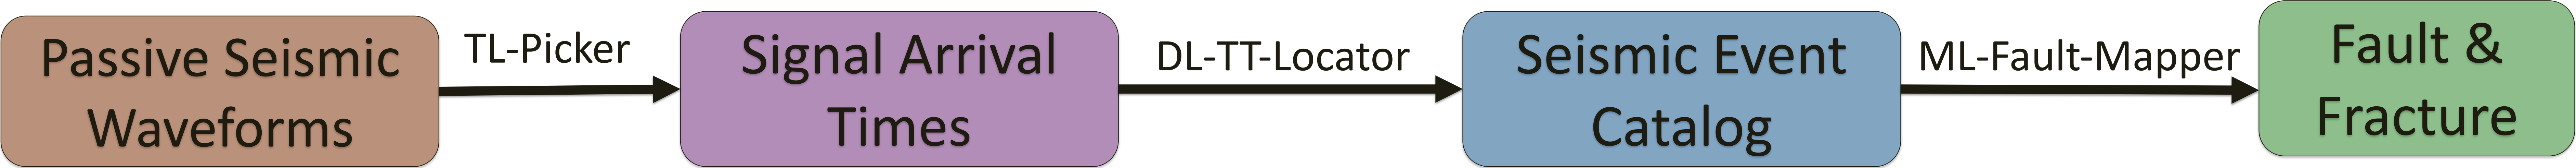 Passive Seismic
Waveforms
TL-Picker
Signal Arrival
Times
DL-TT-Locator
Seismic Event
Catalog
ML-Fault-Mapper
Fault &
Fracture